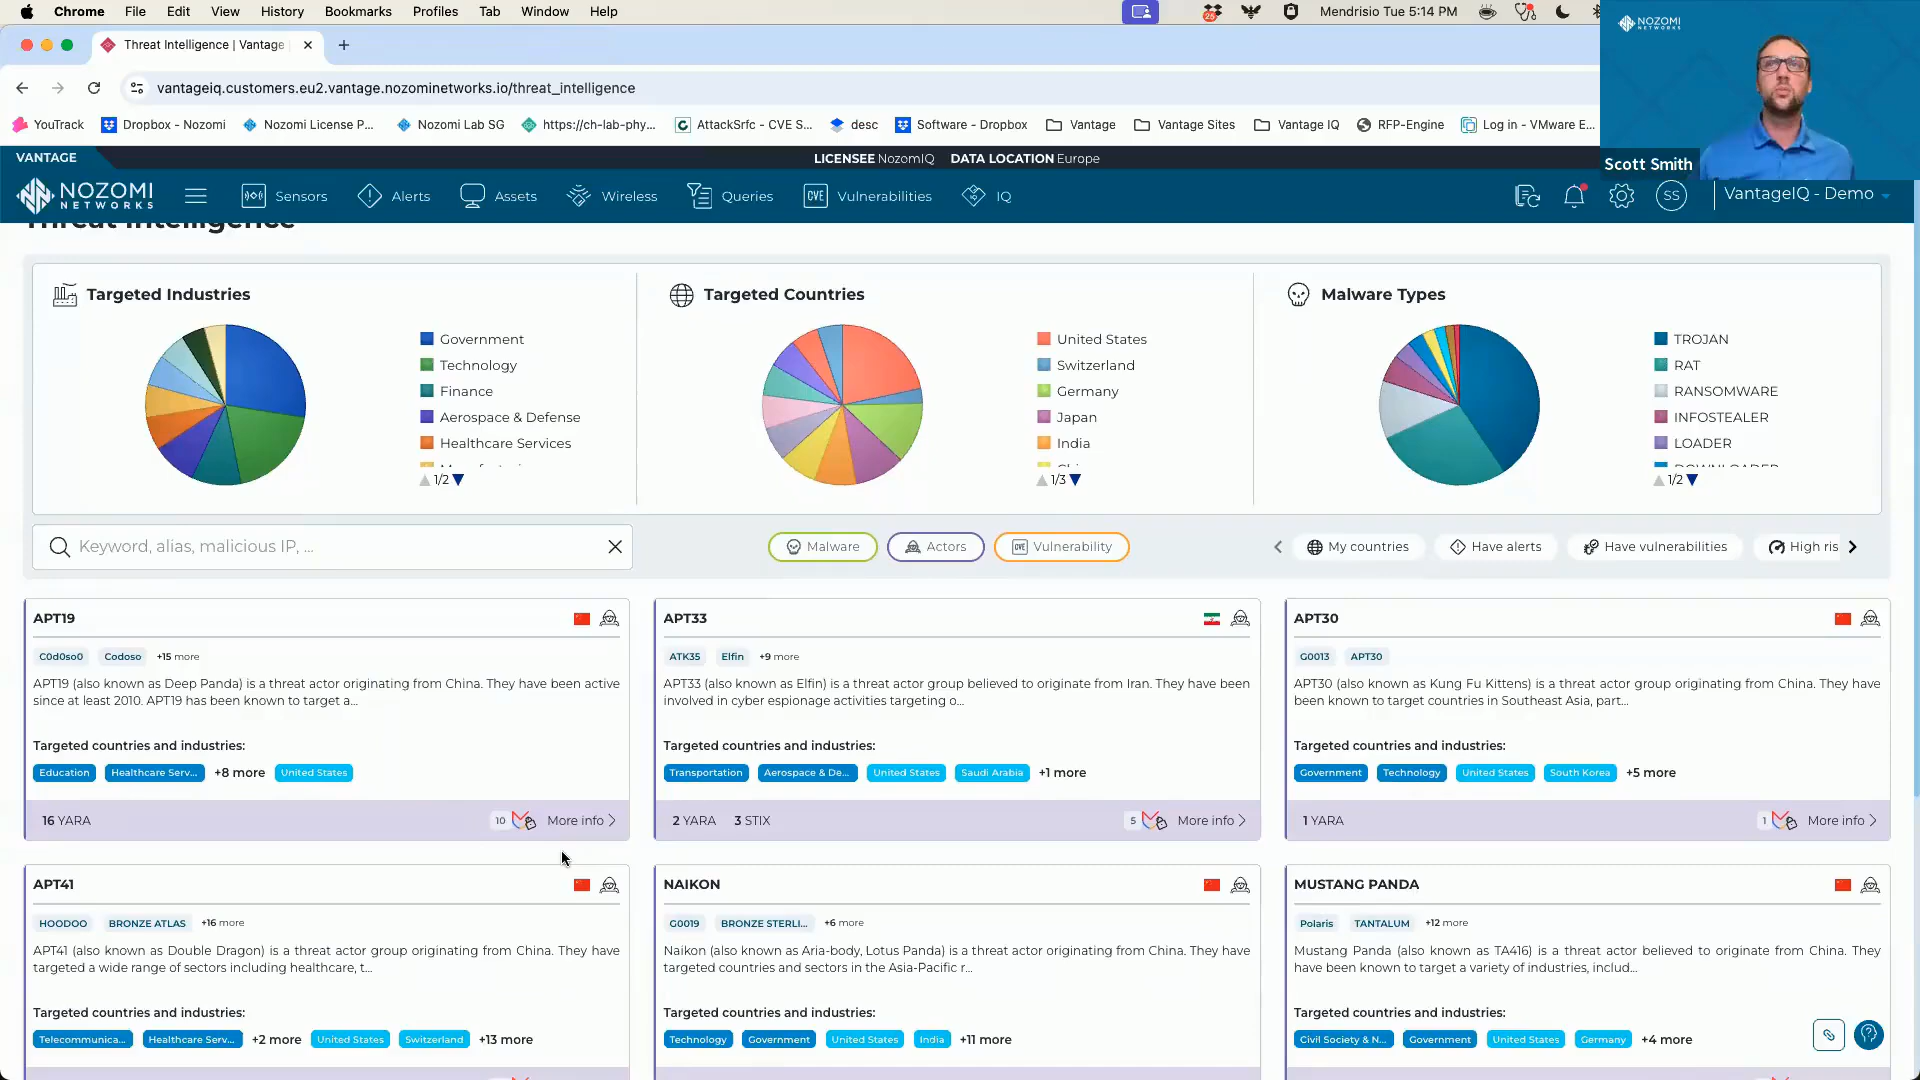 Chrome File Edit View History Bookmarks Profiles Tab Window Help
25
Mendrisio Tue 5:14 PM
Threat Intelligence | Vantage
vantageiq.customers.eu2.vantage.nozominetworks.io/threat_intelligence
YouTrack Dropbox - Nozomi Nozomi License P... Nozomi Lab SG https://ch-lab-phy... AttackSrfc - CVE S... desc Software - Dropbox Vantage Vantage Sites Vantage IQ RFP-Engine Log in - VMware E...
NOZOMI
NETWORKS
Scott Smith
VANTAGE
LICENSEE NozomIQ DATA LOCATION Europe
NOZOMI
NETWORKS
Sensors Alerts Assets Wireless Queries CVE Vulnerabilities IQ SS VantageIQ - Demo
Threat Intelligence
Targeted Industries
Government
Technology
Finance
Aerospace & Defense
Healthcare Services
1/2
Targeted Countries
United States
Switzerland
Germany
Japan
India
1/3
Malware Types
TROJAN
RAT
RANSOMWARE
INFOSTEALER
LOADER
DOWNLOADER
1/2
Keyword, alias, malicious IP, ...
Malware Actors CVE Vulnerability
My countries Have alerts Have vulnerabilities High ris
APT19
C0d0so0 Codoso +15 more
APT19 (also known as Deep Panda) is a threat actor originating from China. They have been active
since at least 2010. APT19 has been known to target a...
Targeted countries and industries:
Education Healthcare Serv... +8 more United States
16 YARA 10 More info
APT33
ATK35 Elfin +9 more
APT33 (also known as Elfin) is a threat actor group believed to originate from Iran. They have been
involved in cyber espionage activities targeting o...
Targeted countries and industries:
Transportation Aerospace & De... United States Saudi Arabia +1 more
2 YARA 3 STIX 5 More info
APT30
G0013 APT30
APT30 (also known as Kung Fu Kittens) is a threat actor group originating from China. They have
been known to target countries in Southeast Asia, part...
Targeted countries and industries:
Government Technology United States South Korea +5 more
1 YARA 1 More info
APT41
HOODOO BRONZE ATLAS +16 more
APT41 (also known as Double Dragon) is a threat actor group originating from China. They have
targeted a wide range of sectors including healthcare, t...
Targeted countries and industries:
Telecommunica... Healthcare Serv... +2 more United States Switzerland +13 more
NAIKON
G0019 BRONZE STERLI... +6 more
Naikon (also known as Aria-body, Lotus Panda) is a threat actor originating from China. They have
targeted countries and sectors in the Asia-Pacific r...
Targeted countries and industries:
Technology Government United States India +11 more
MUSTANG PANDA
Polaris TANTALUM +12 more
Mustang Panda (also known as TA416) is a threat actor believed to originate from China. They
have been known to target a variety of industries, includ...
Targeted countries and industries:
Civil Society & N... Government United States Germany +4 more